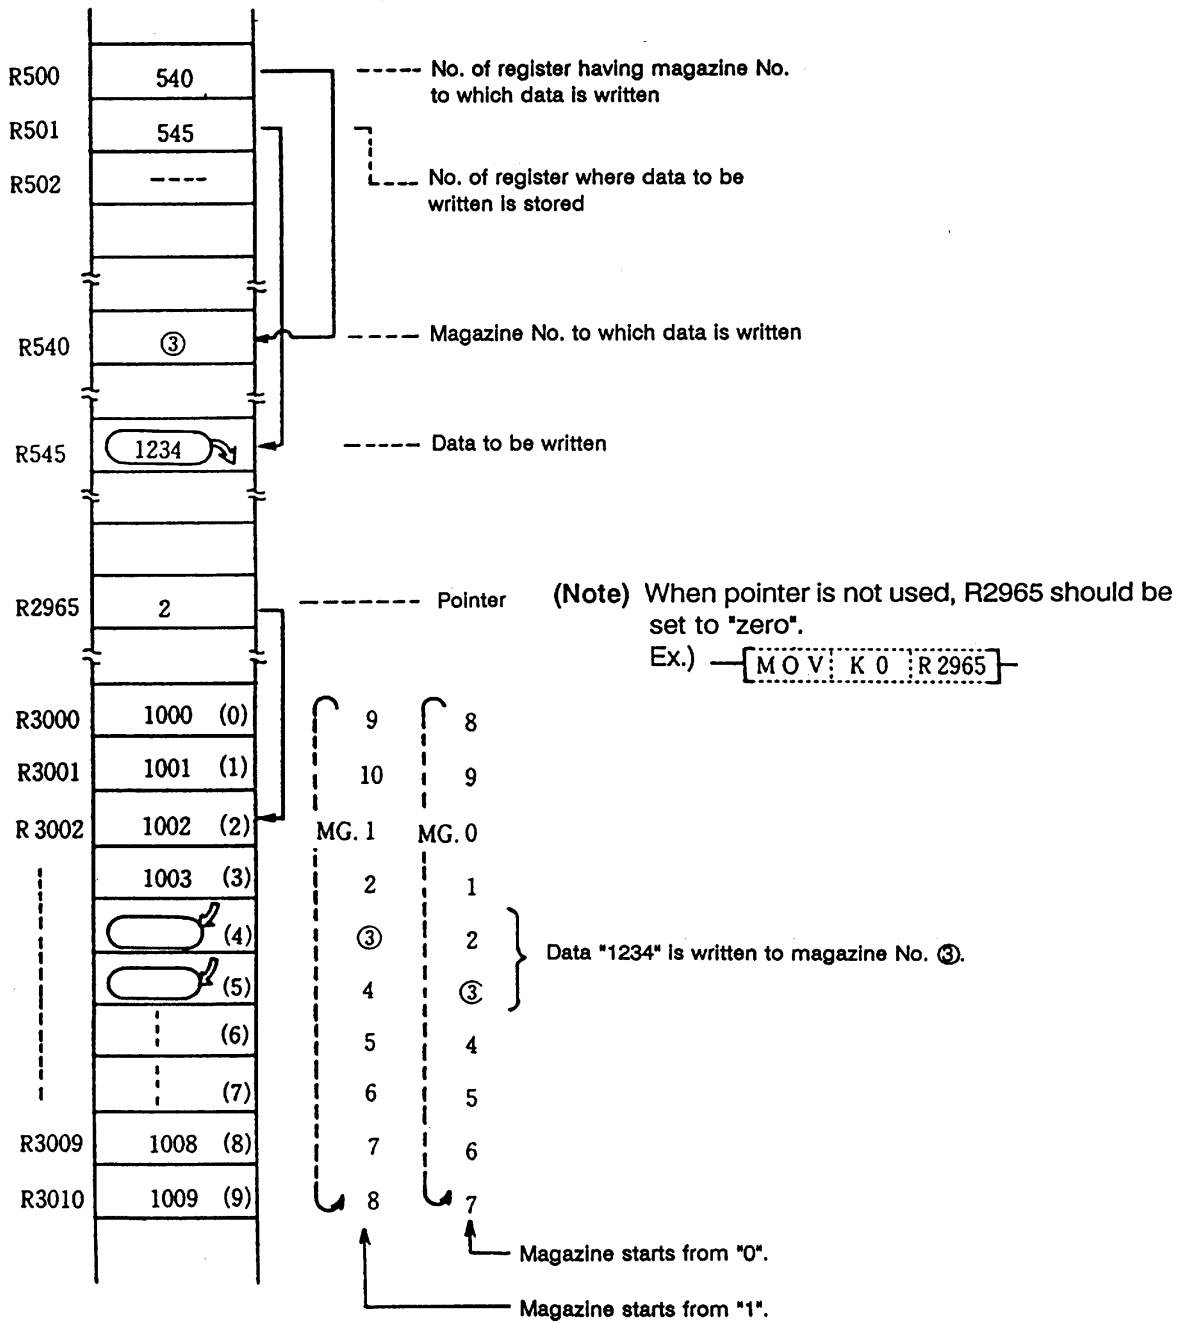 R500 540 ----- No. of register having magazine No.
to which data is written
R501 545
R502 ---- ---- No. of register where data to be
written is stored
R540 ③ ---- Magazine No. to which data is written
R545 1234 ----- Data to be written
R2965 2 ------- Pointer (Note) When pointer is not used, R2965 should be
set to "zero".
Ex.) MOV K 0 R 2965
R3000 1000 (0) 9 8
R3001 1001 (1) 10 9
R 3002 1002 (2) MG. 1 MG. 0
1003 (3) 2 1
(4) ③ 2 Data "1234" is written to magazine No. ③.
(5) 4 ③
(6) 5 4
(7) 6 5
R3009 1008 (8) 7 6
R3010 1009 (9) 8 7
Magazine starts from "0".
Magazine starts from "1".